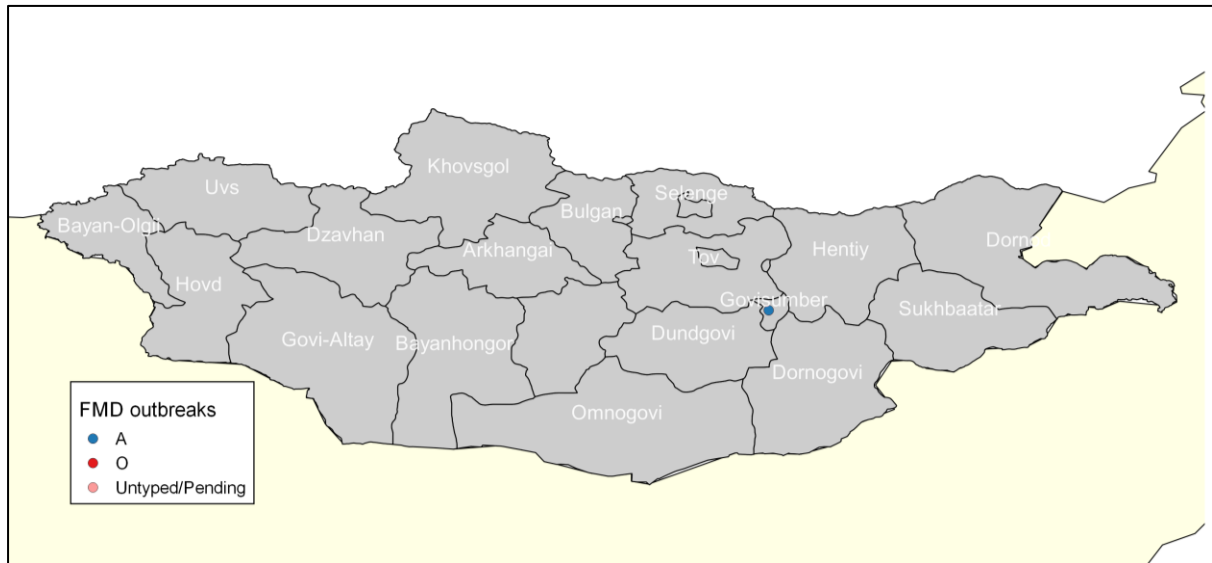 Khovsgol
Uvs
Selenge
Bayan-Olgii
Bulgan
Dzavhan
Arkhangai
Tov
Hentiy
Dornod
Hovd
Govisumber
Sukhbaatar
Govi-Altay
Bayanhongor
Dundgovi
Dornogovi
Omnogovi
FMD outbreaks
A
O
Untyped/Pending